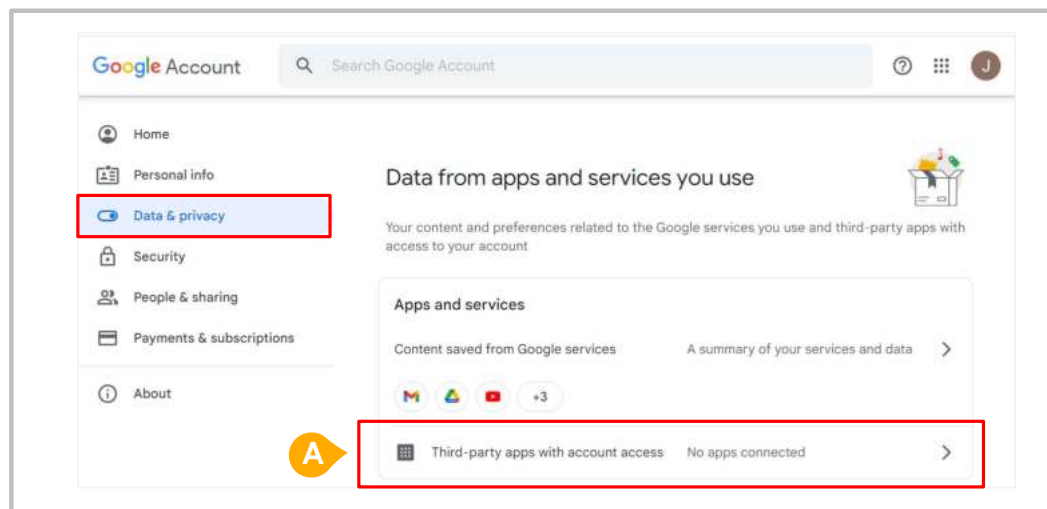 Google Account
Search Google Account
J
Home
Personal info
Data & privacy
Security
People & sharing
Payments & subscriptions
About
Data from apps and services you use
Your content and preferences related to the Google services you use and third-party apps with
access to your account
Apps and services
Content saved from Google services A summary of your services and data
+3
A
Third-party apps with account access No apps connected